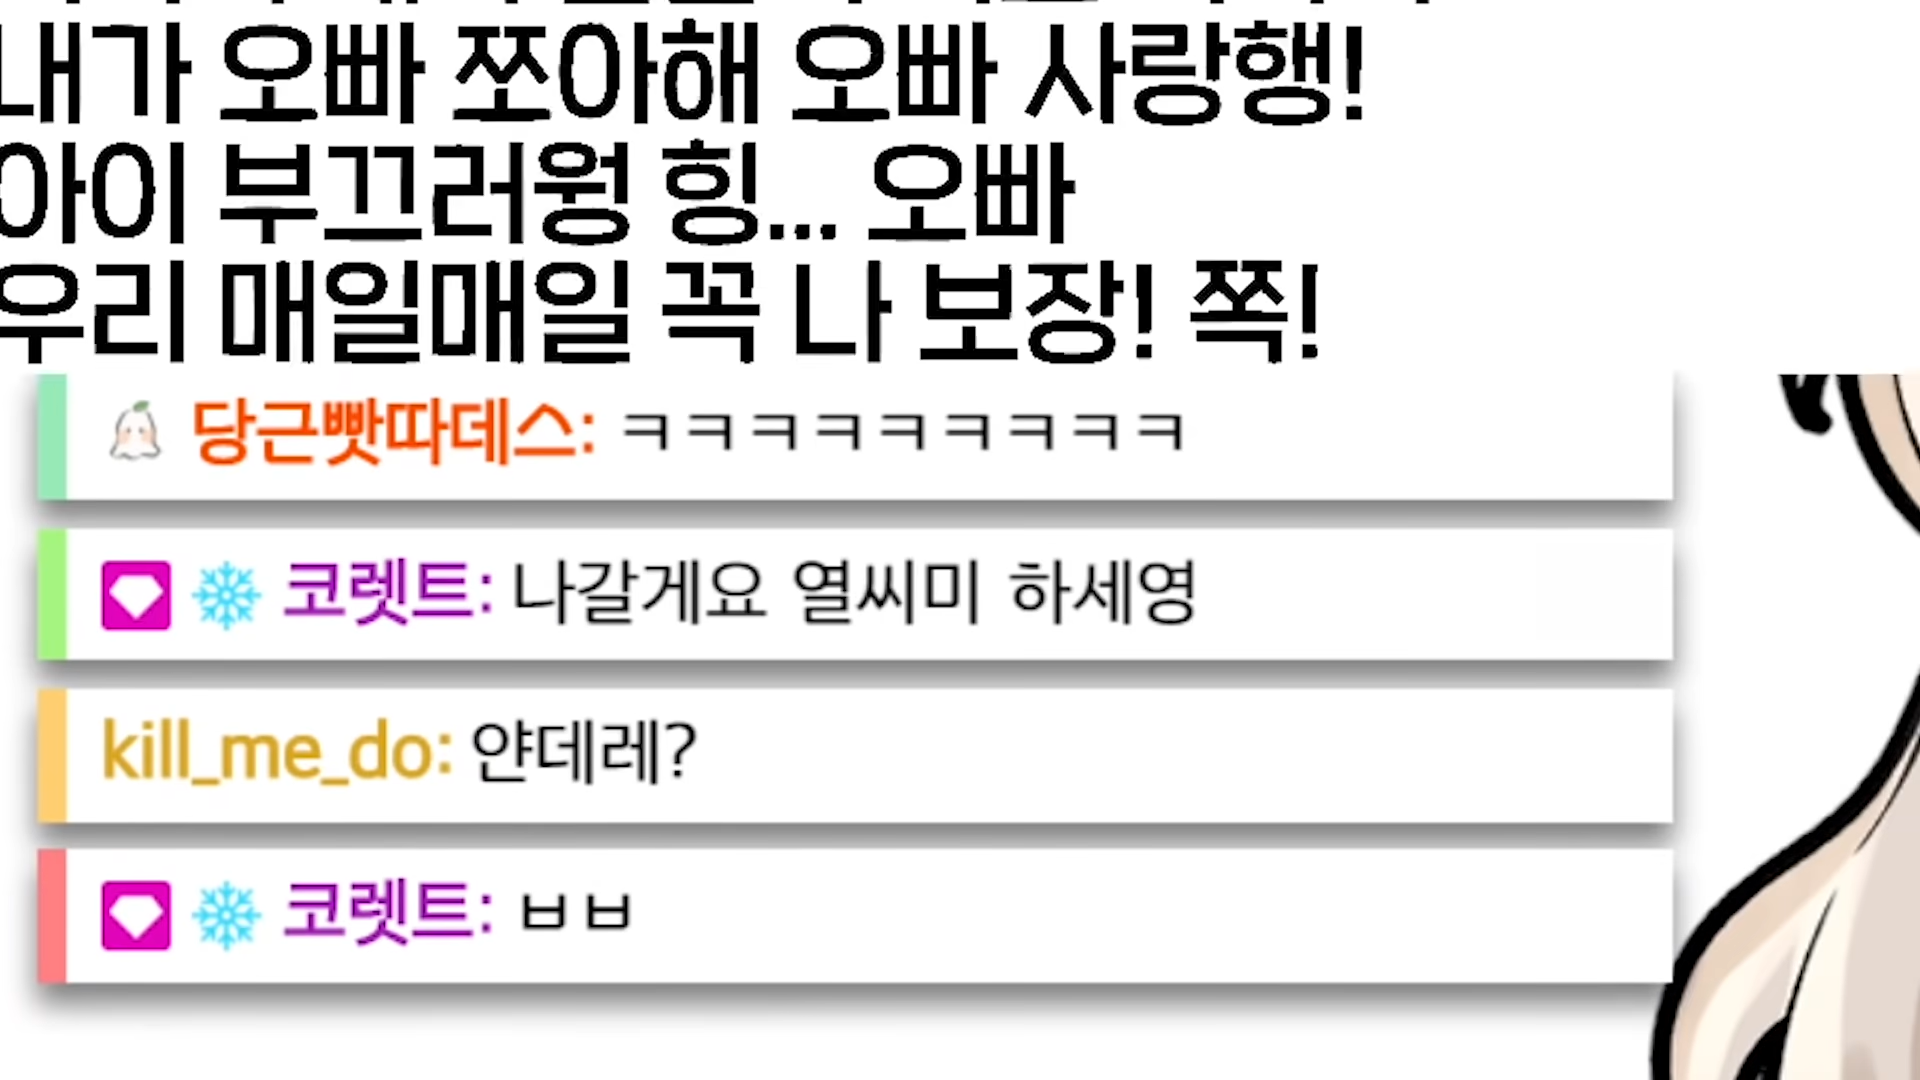 내가 오빠 쪼아해 오빠 사랑행!
아이 부끄러웡 힝... 오빠
우리 매일매일 꼭 나 보장! 쪽!
당근빳따데스: ㅋㅋㅋㅋㅋㅋㅋㅋㅋ
코렛트: 나갈게요 열씨미 하세영
kill_me_do: 얀데레?
코렛트: ㅂㅂ